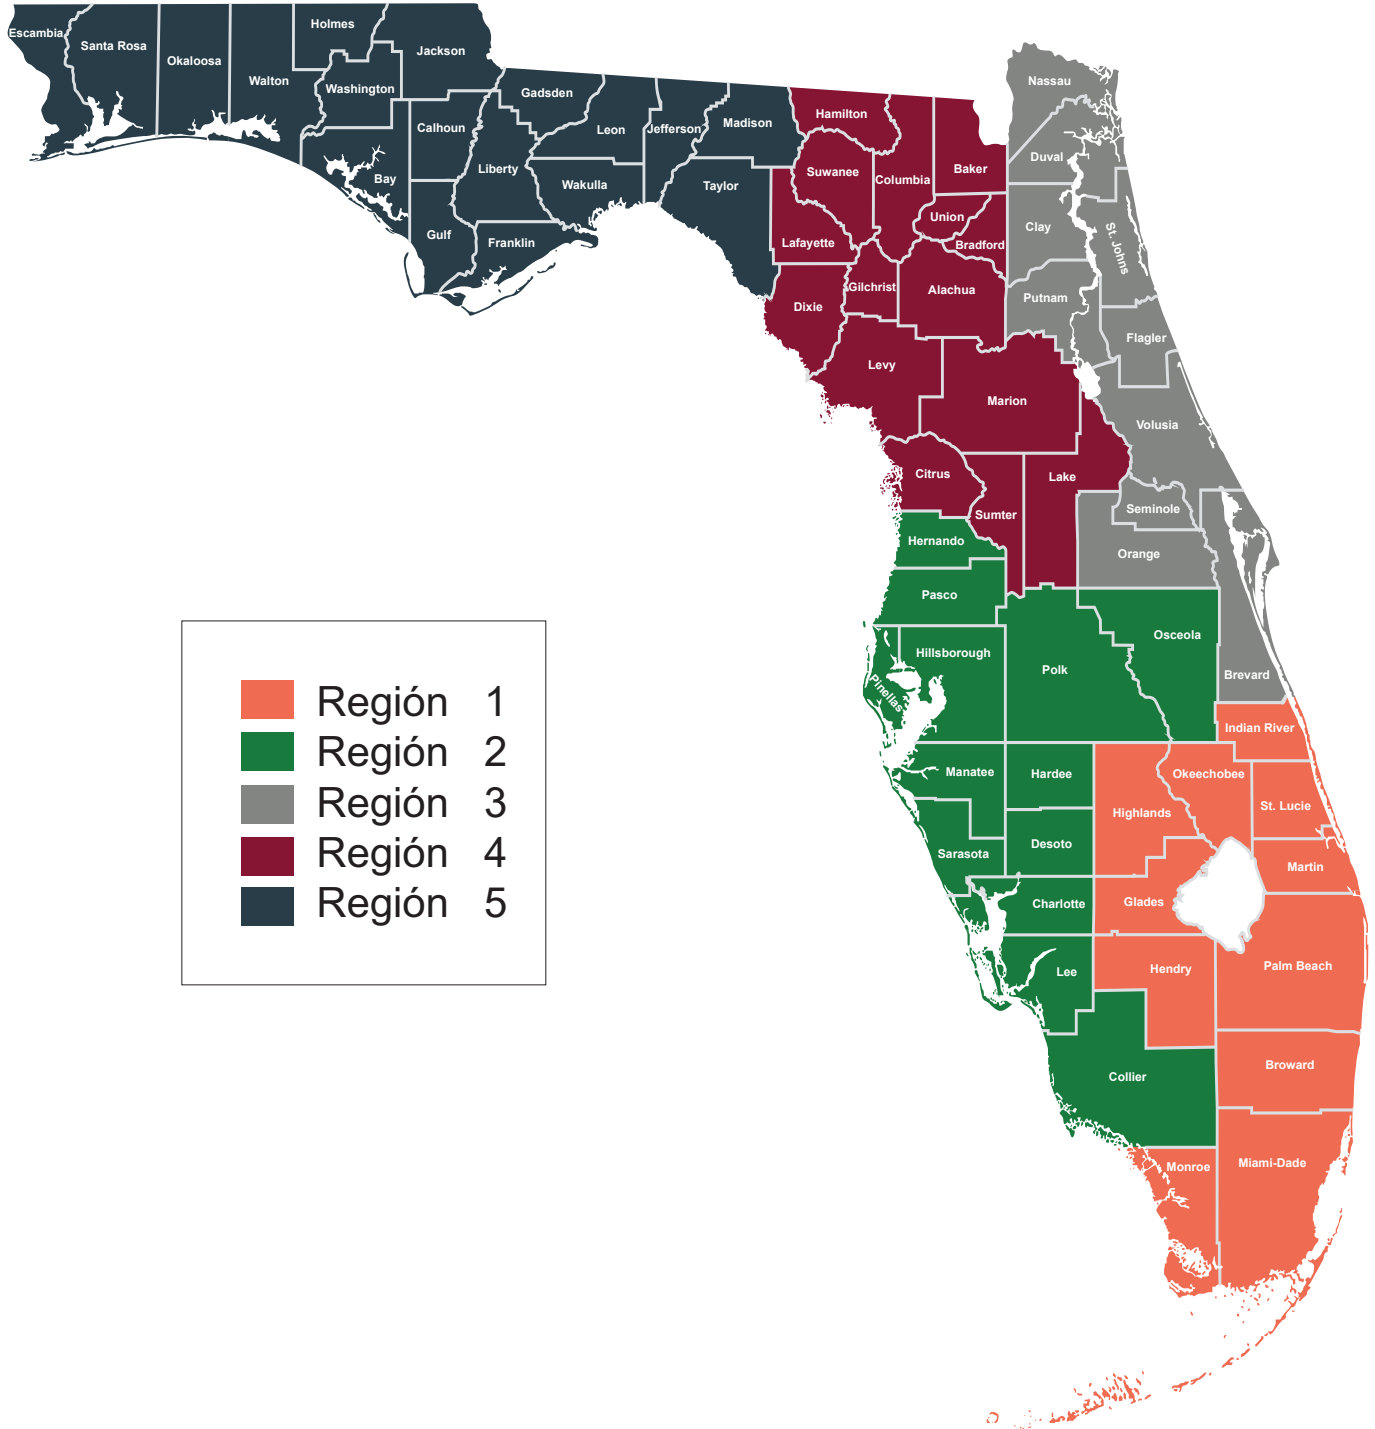 Holmes
Escambia
Santa Rosa
Jackson
Okaloosa
Walton
Washington
Gadsden
Calhoun
Leon
Jefferson
Madison
Hamilton
Nassau
Liberty
Bay
Wakulla
Taylor
Suwanee
Columbia
Baker
Duval
Gulf
Franklin
Lafayette
Union
Bradford
Clay
St. Johns
Dixie
Gilchrist
Alachua
Putnam
Flagler
Levy
Marion
Volusia
Citrus
Lake
Sumter
Seminole
Hernando
Orange
Pasco
Osceola
Hillsborough
Polk
Pinellas
Brevard
Región 1
Región 2
Región 3
Región 4
Región 5
Indian River
Manatee
Hardee
Okeechobee
Highlands
St. Lucie
Sarasota
Desoto
Martin
Charlotte
Glades
Lee
Hendry
Palm Beach
Collier
Broward
Monroe
Miami-Dade